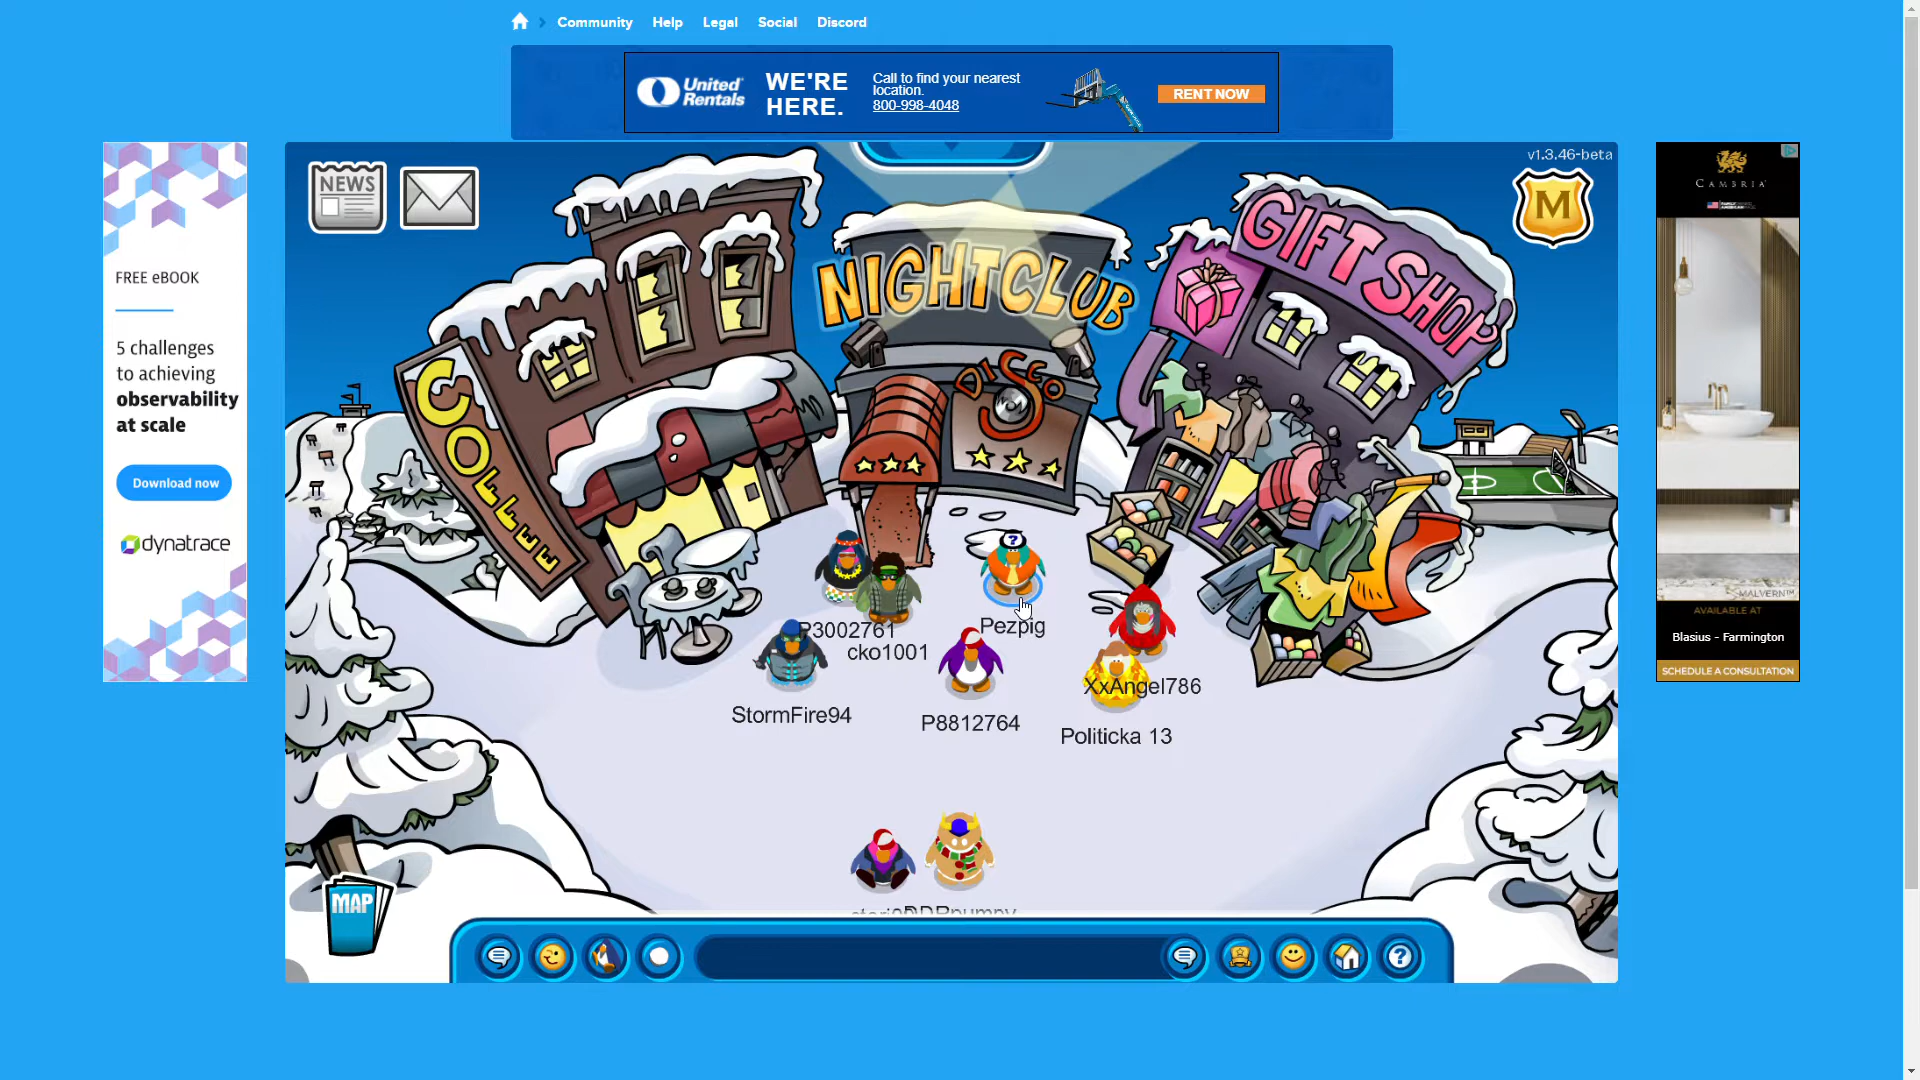 Community Help Legal Social Discord
United Rentals
WE'RE
HERE.
Call to find your nearest
location.
800-998-4048
RENT NOW
v1.3.46-beta
NEWS
M
NIGHTCLUB
GIFT SHOP
COFFEE
DISCO
FREE eBOOK
5 challenges
to achieving
observability
at scale
Download now
dynatrace
CAMBRIA
MALVERN™
AVAILABLE AT
Blasius - Farmington
SCHEDULE A CONSULTATION
?
Pezpig
P3002761
cko1001
XxAngel786
StormFire94
P8812764
Politicka 13
MAP
?